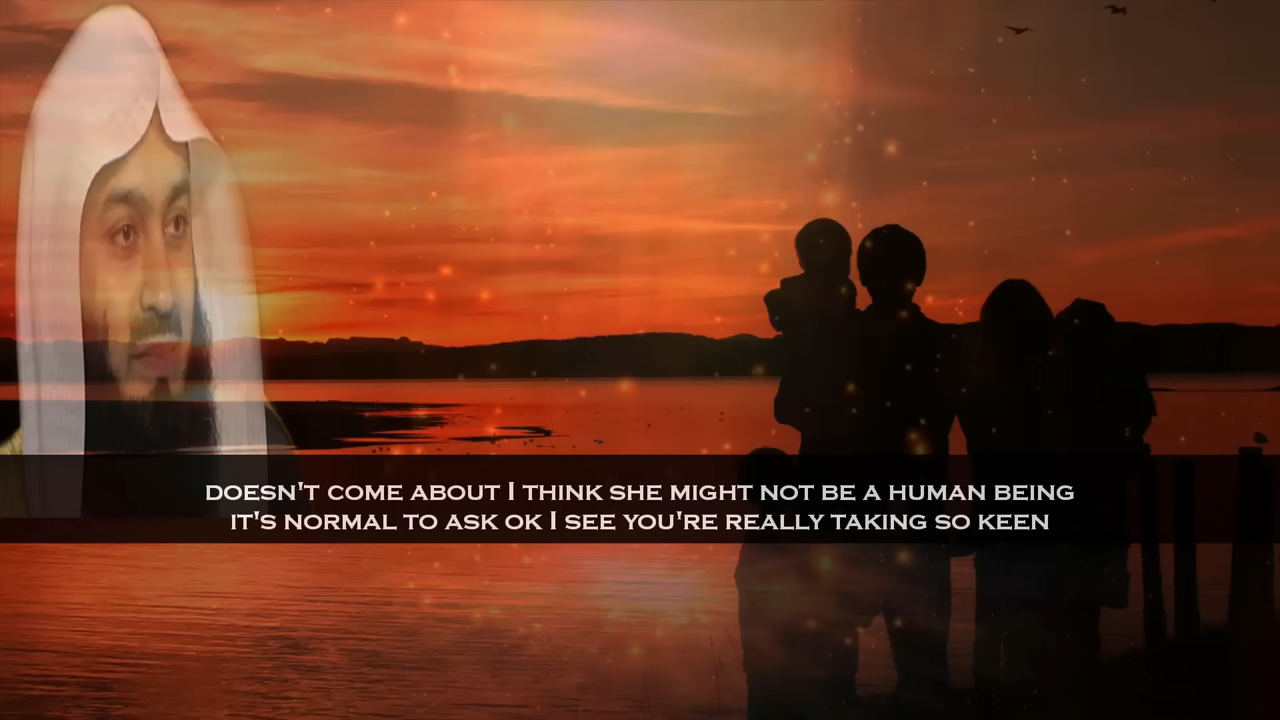 DOESN'T COME ABOUT I THINK SHE MIGHT NOT BE A HUMAN BEING
IT'S NORMAL TO ASK OK I SEE YOU'RE REALLY TAKING SO KEEN